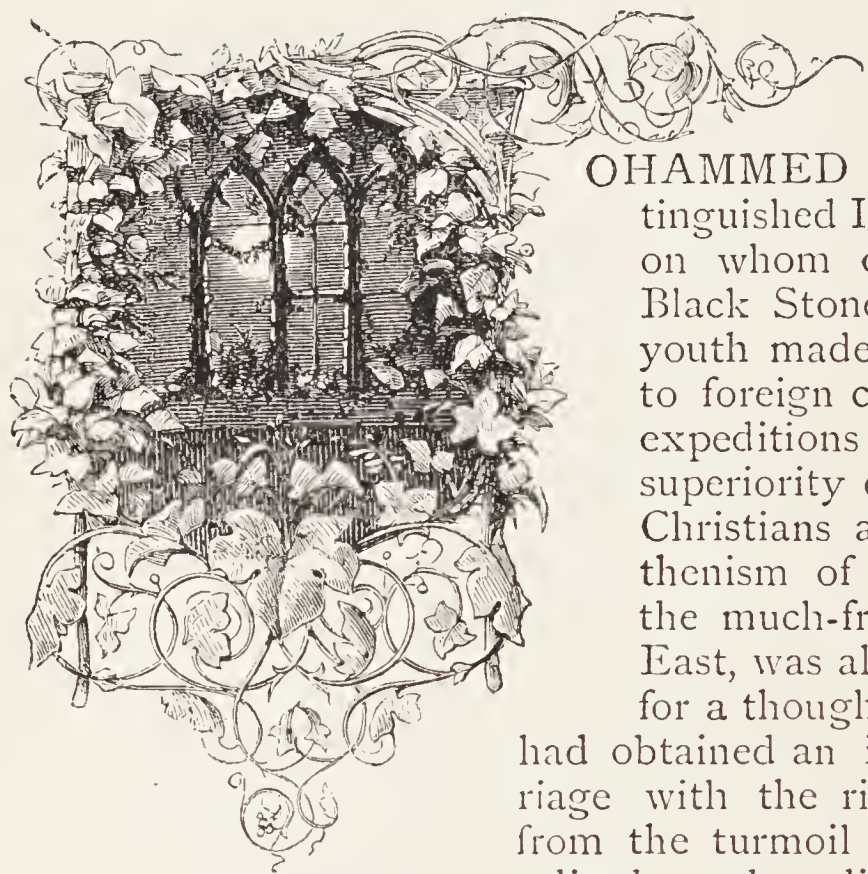 OHAMMED
tinguished I
on whom
Black Stone
youth made
to foreign c
expeditions
superiority
Christians a
thenism of
the much-fr
East, was al
for a though
had obtained an
riage with the ri
from the turmoil